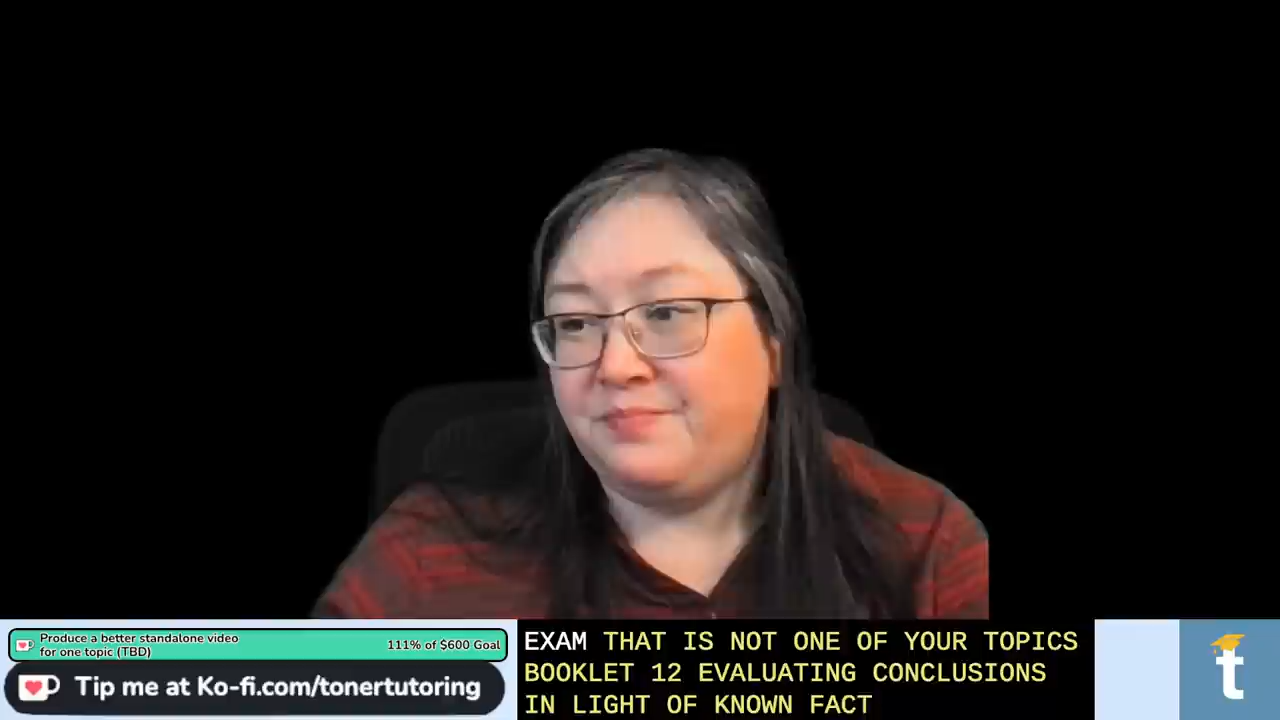 Produce a better standalone video
for one topic (TBD)
111% of $600 Goal
Tip me at Ko-fi.com/tonertutoring
EXAM THAT IS NOT ONE OF YOUR TOPICS
BOOKLET 12 EVALUATING CONCLUSIONS
IN LIGHT OF KNOWN FACT
t